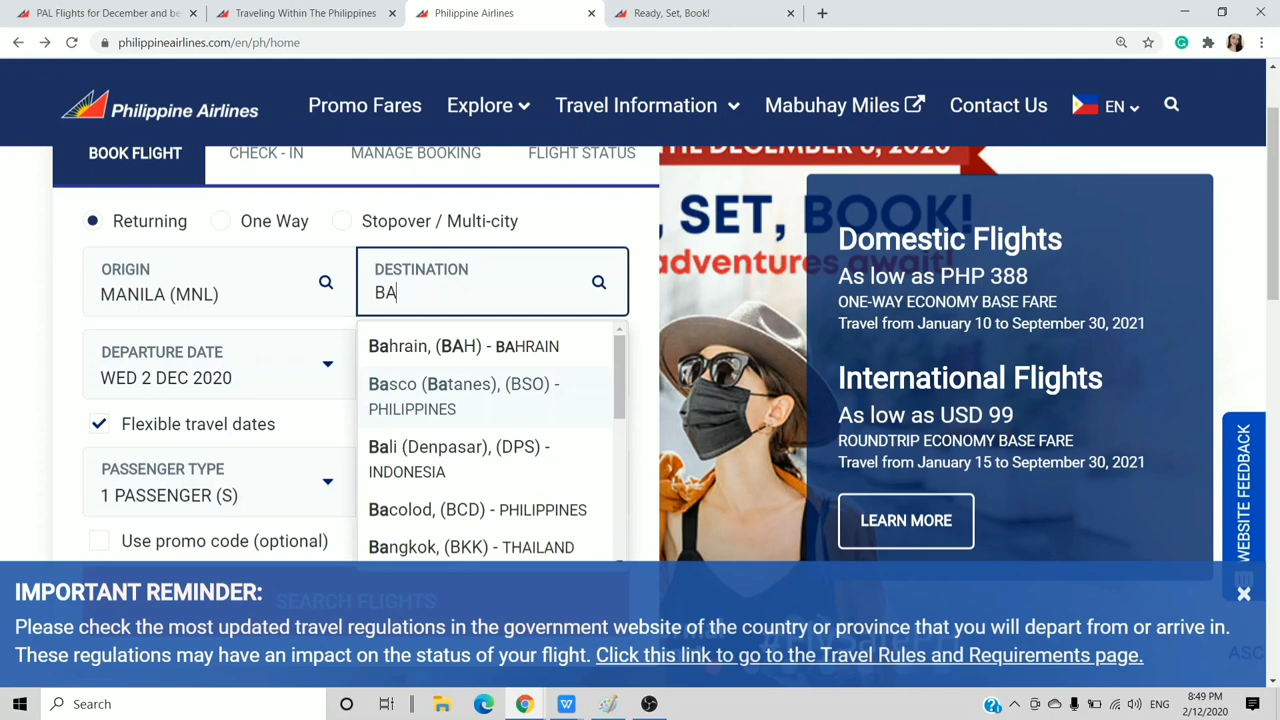 PAL Flights for December and be
Traveling Within The Philippines
Philippine Airlines
Ready, Set, Book!
philippineairlines.com/en/ph/home
Philippine Airlines
Promo Fares
Explore
Travel Information
Mabuhay Miles
Contact Us
EN
BOOK FLIGHT
CHECK - IN
MANAGE BOOKING
FLIGHT STATUS
DECEMBER 6, 2020
Returning
One Way
Stopover / Multi-city
ORIGIN
MANILA (MNL)
DESTINATION
BA
Bahrain, (BAH) - BAHRAIN
Basco (Batanes), (BSO) -
PHILIPPINES
Bali (Denpasar), (DPS) -
INDONESIA
Bacolod, (BCD) - PHILIPPINES
Bangkok, (BKK) - THAILAND
DEPARTURE DATE
WED 2 DEC 2020
Flexible travel dates
PASSENGER TYPE
1 PASSENGER (S)
Use promo code (optional)
SEARCH FLIGHTS
, SET, BOOK!
adventures await!
Domestic Flights
As low as PHP 388
ONE-WAY ECONOMY BASE FARE
Travel from January 10 to September 30, 2021
International Flights
As low as USD 99
ROUNDTRIP ECONOMY BASE FARE
Travel from January 15 to September 30, 2021
LEARN MORE
WEBSITE FEEDBACK
IMPORTANT REMINDER:
Please check the most updated travel regulations in the government website of the country or province that you will depart from or arrive in.
These regulations may have an impact on the status of your flight. Click this link to go to the Travel Rules and Requirements page.
ASC
Search
ENG
8:49 PM
2/12/2020